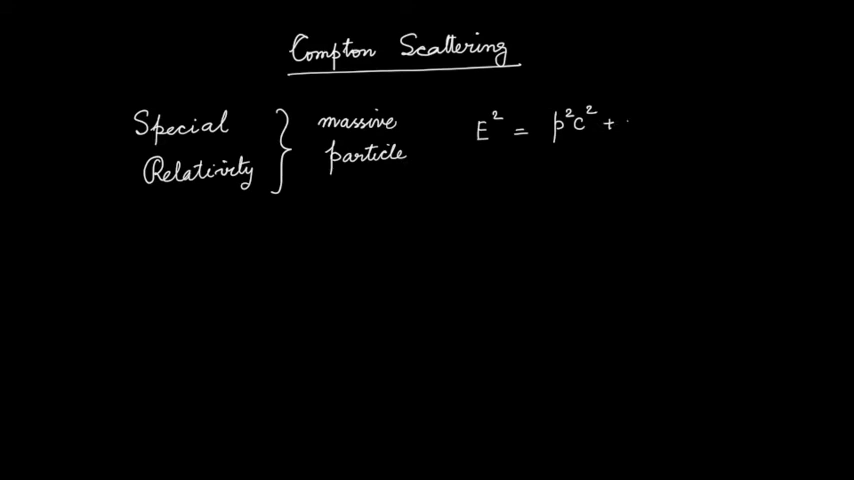 Compton Scattering
Special Relativity } massive particle E² = p²c² +